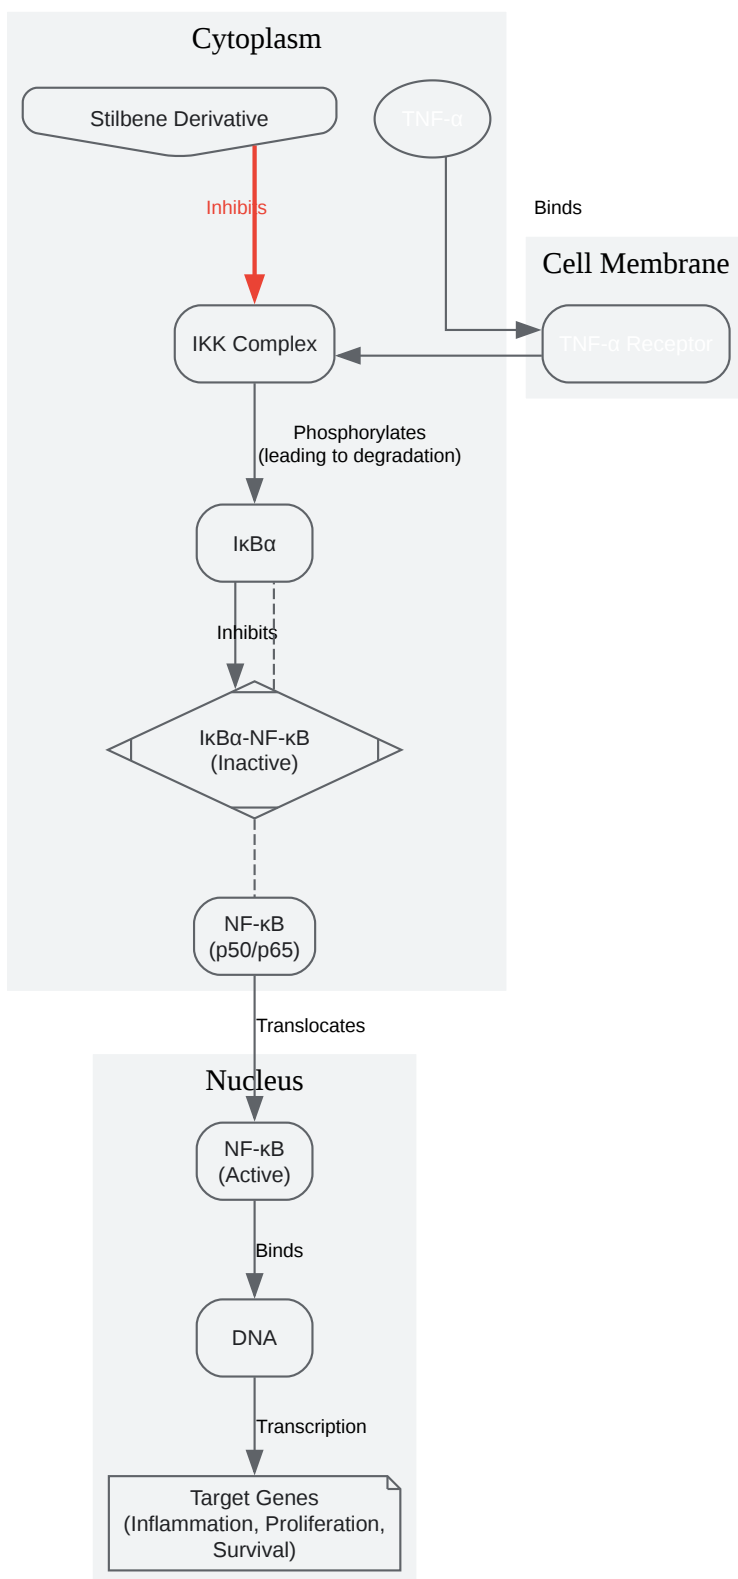 Cytoplasm
Stilbene Derivative
TNF-α
Inhibits
Binds
Cell Membrane
IKK Complex
TNF-α Receptor
Phosphorylates
(leading to degradation)
IκBα
Inhibits
IκBα-NF-κB
(Inactive)
NF-κB
(p50/p65)
Translocates
Nucleus
NF-κB
(Active)
Binds
DNA
Transcription
Target Genes
(Inflammation, Proliferation,
Survival)